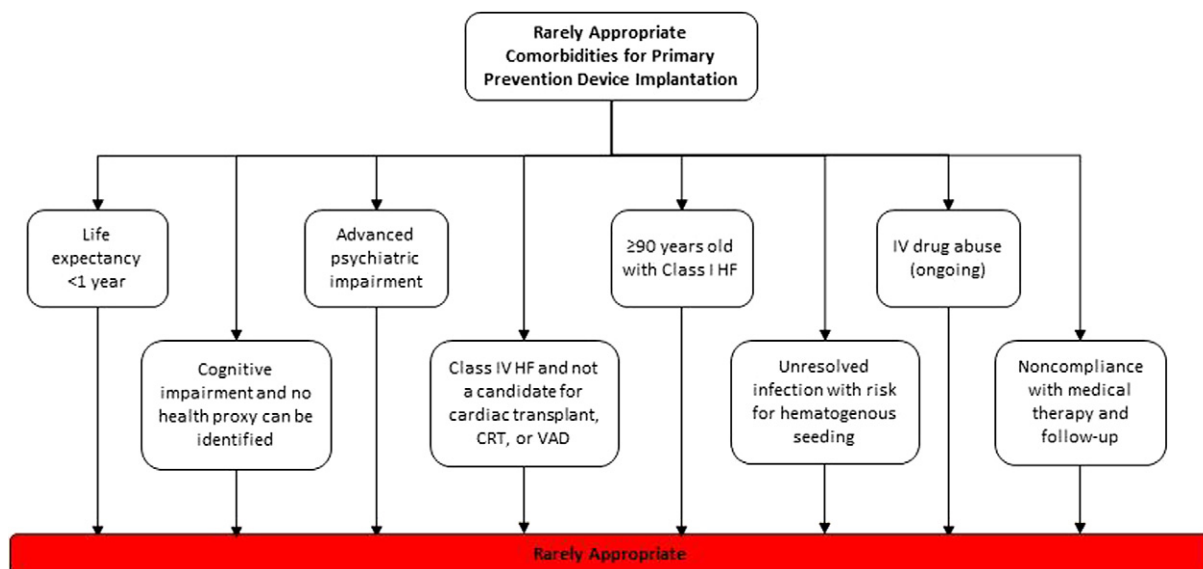 Rarely Appropriate
Comorbidities for Primary
Prevention Device Implantation
Life
expectancy
<1 year
Advanced
psychiatric
impairment
≥90 years old
with Class I HF
IV drug abuse
(ongoing)
Cognitive
impairment and no
health proxy can be
identified
Class IV HF and not
a candidate for
cardiac transplant,
CRT, or VAD
Unresolved
infection with risk
for hematogenous
seeding
Noncompliance
with medical
therapy and
follow-up
Rarely Appropriate